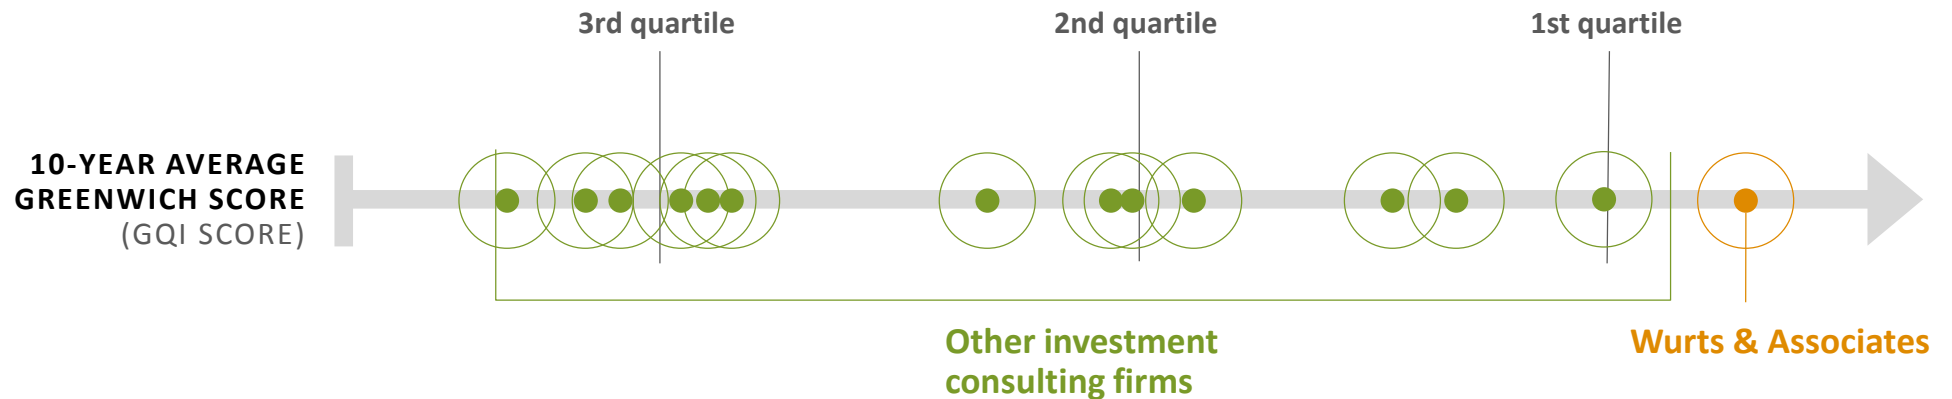 3rd quartile
2nd quartile
1st quartile
10-YEAR AVERAGE
GREENWICH SCORE
(GQI SCORE)
Other investment
consulting firms
Wurts & Associates